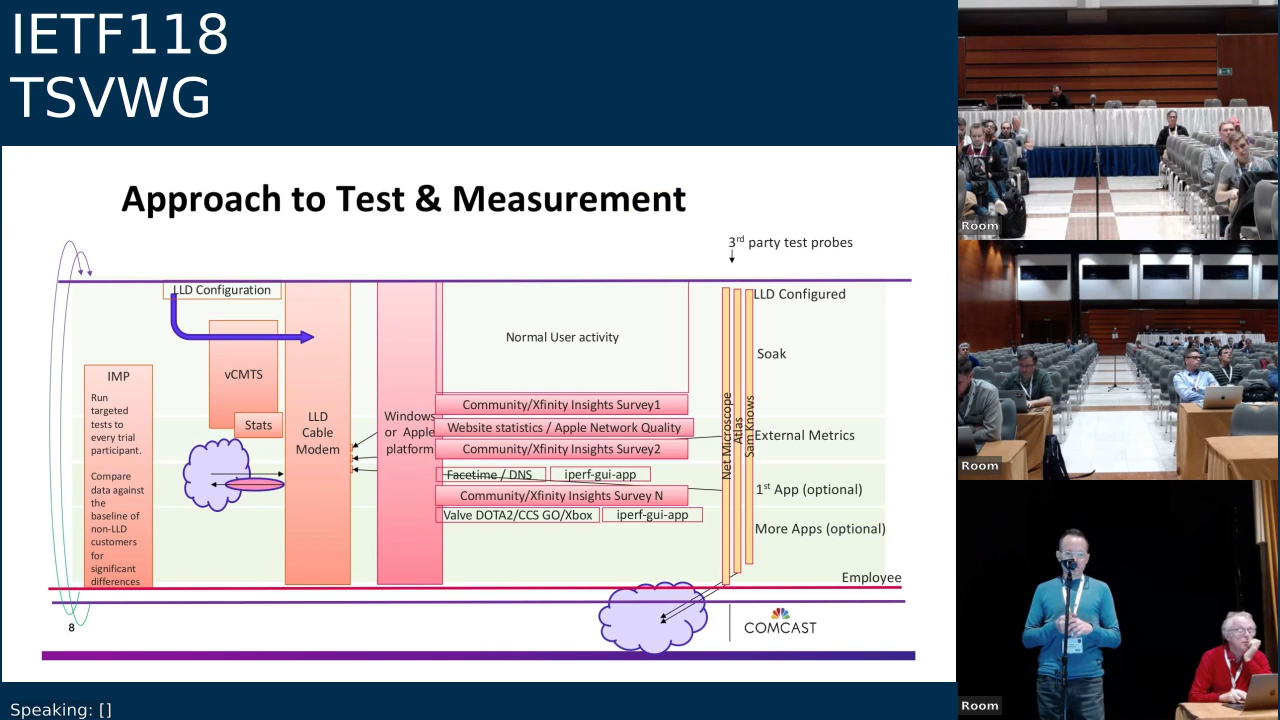 IETF118
TSVWG
Approach to Test & Measurement
3rd party test probes
LLD Configuration
LLD Configured
Normal User activity
Soak
IMP
vCMTS
Run
targeted
tests to
every trial
participant.
Compare
data against
the
baseline of
non-LLD
customers
for
significant
differences
Stats
LLD
Cable
Modem
Windows
or Apple
platform
Community/Xfinity Insights Survey1
Website statistics / Apple Network Quality
Community/Xfinity Insights Survey2
Facetime / DNS
iperf-gui-app
Community/Xfinity Insights Survey N
Valve DOTA2/CCS GO/Xbox
iperf-gui-app
Net Microscope
Atlas
Sam Knows
External Metrics
1st App (optional)
More Apps (optional)
Employee
COMCAST
8
Speaking: []
Room
Room
Room